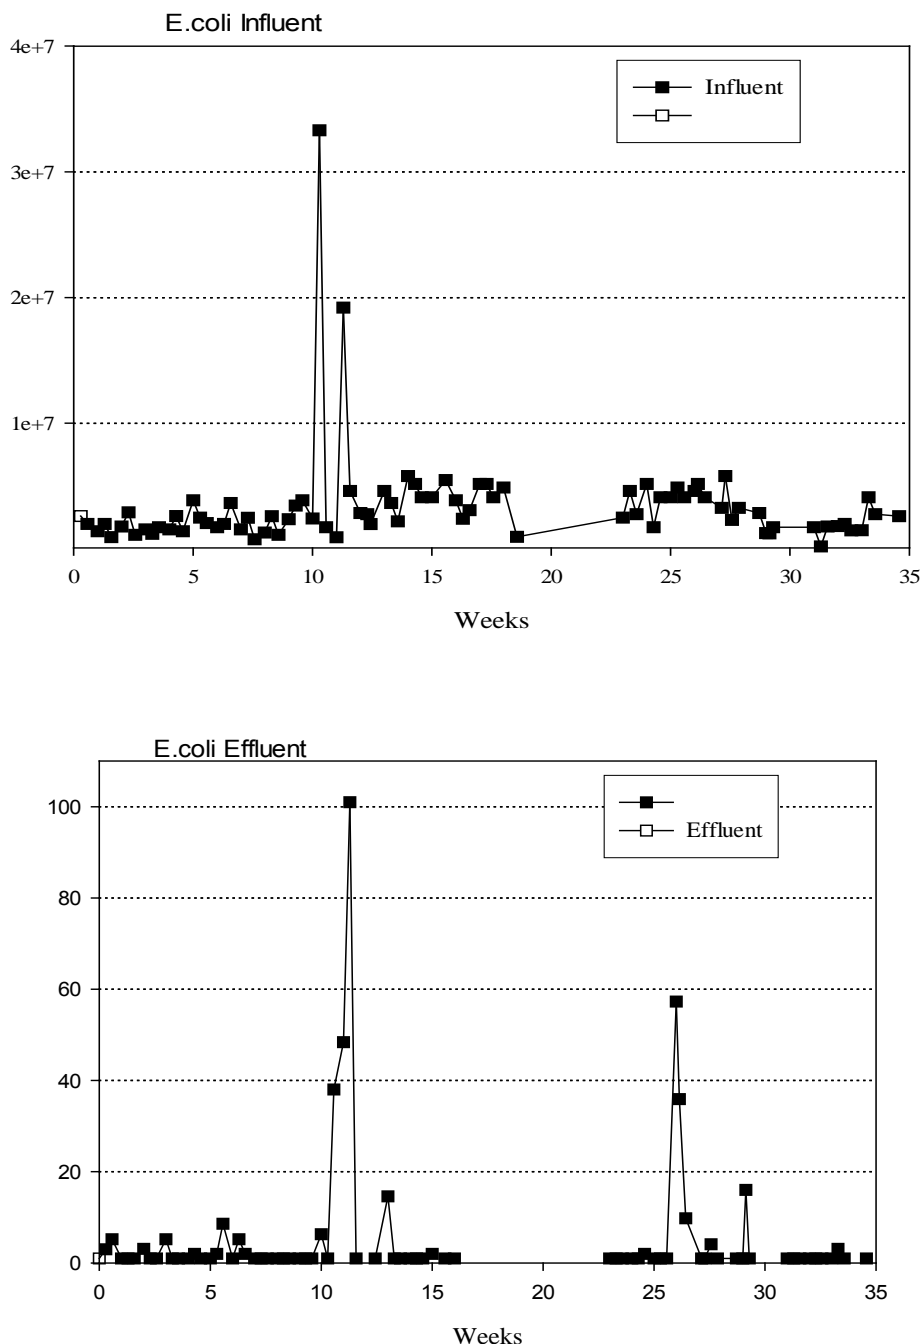 E.coli Influent
4e+7
3e+7
2e+7
1e+7
Influent
0 5 10 15 20 25 30 35
Weeks
E.coli Effluent
100
80
60
40
20
0
Effluent
0 5 10 15 20 25 30 35
Weeks